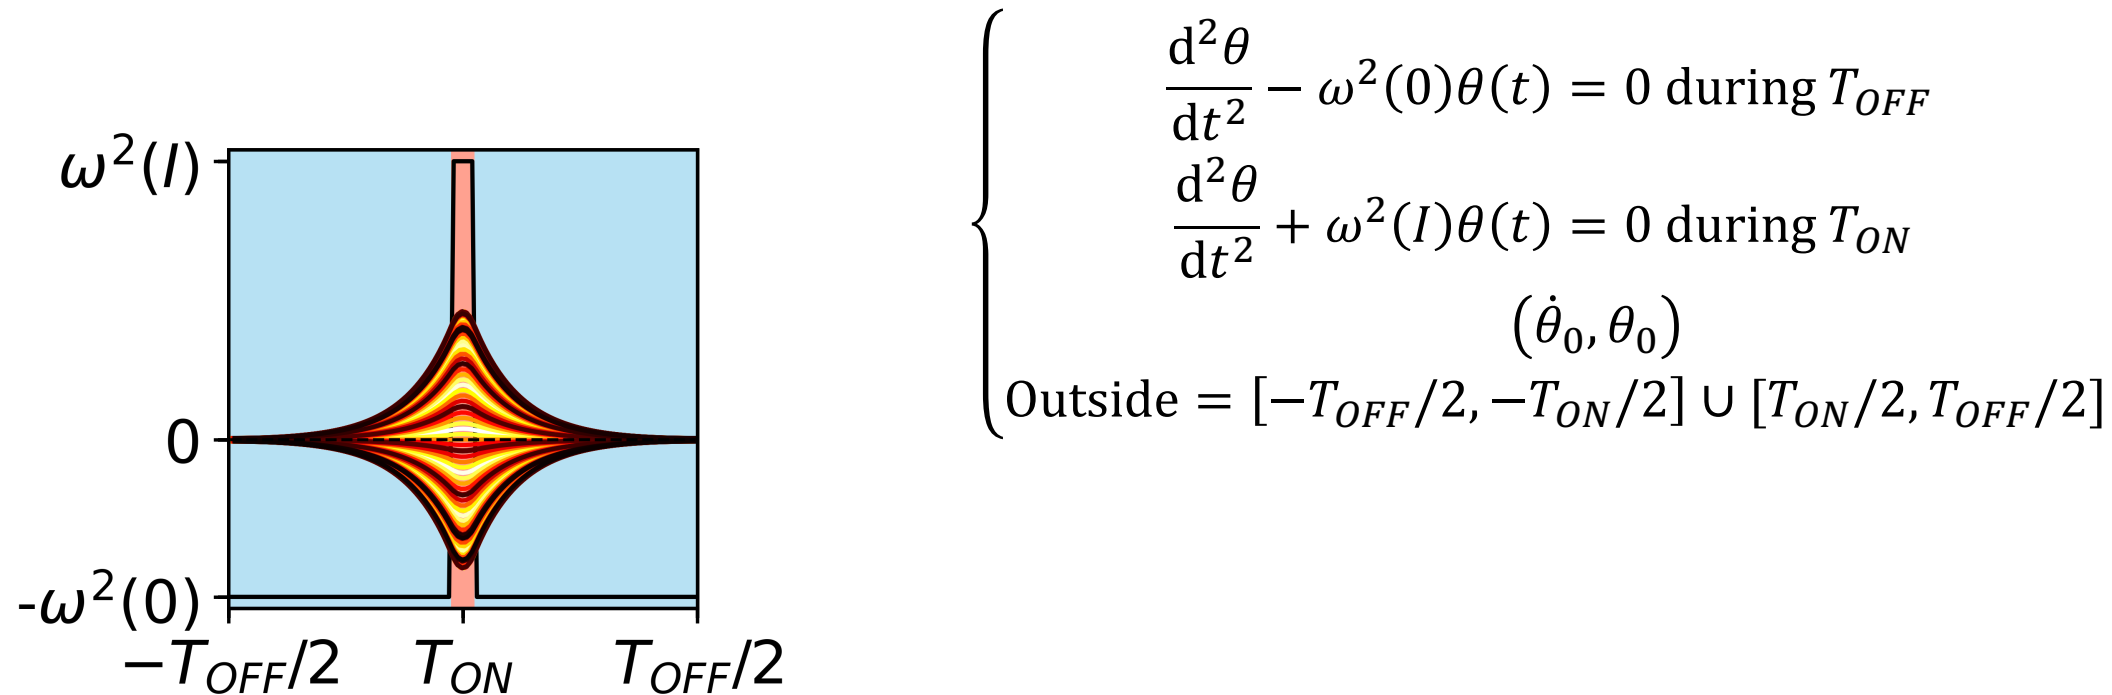 ω²(I)
0
-ω²(0)
−T_OFF/2 T_ON T_OFF/2
d²θ/dt² − ω²(0)θ(t) = 0 during T_OFF
d²θ/dt² + ω²(I)θ(t) = 0 during T_ON
(θ̇₀, θ₀)
Outside = [−T_OFF/2, −T_ON/2] ∪ [T_ON/2, T_OFF/2]